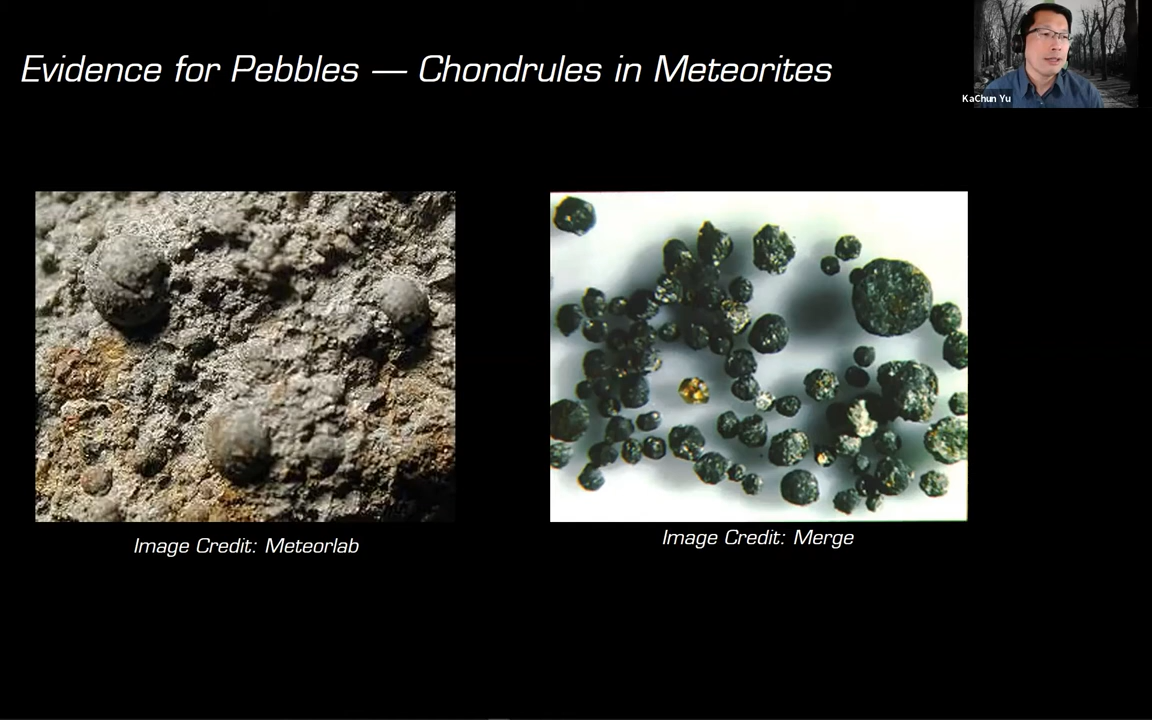 Evidence for Pebbles — Chondrules in Meteorites
KaChun Yu
Image Credit: Meteorlab
Image Credit: Merge